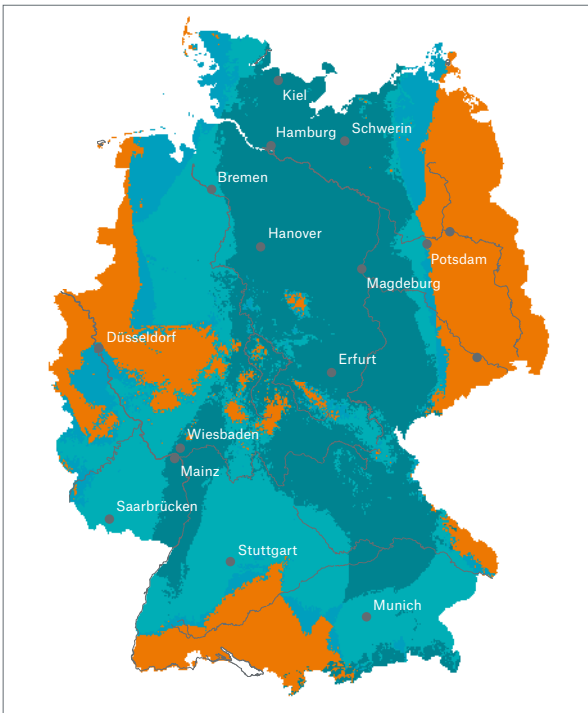 Kiel
Hamburg
Schwerin
Bremen
Hanover
Potsdam
Magdeburg
Düsseldorf
Erfurt
Wiesbaden
Mainz
Saarbrücken
Stuttgart
Munich